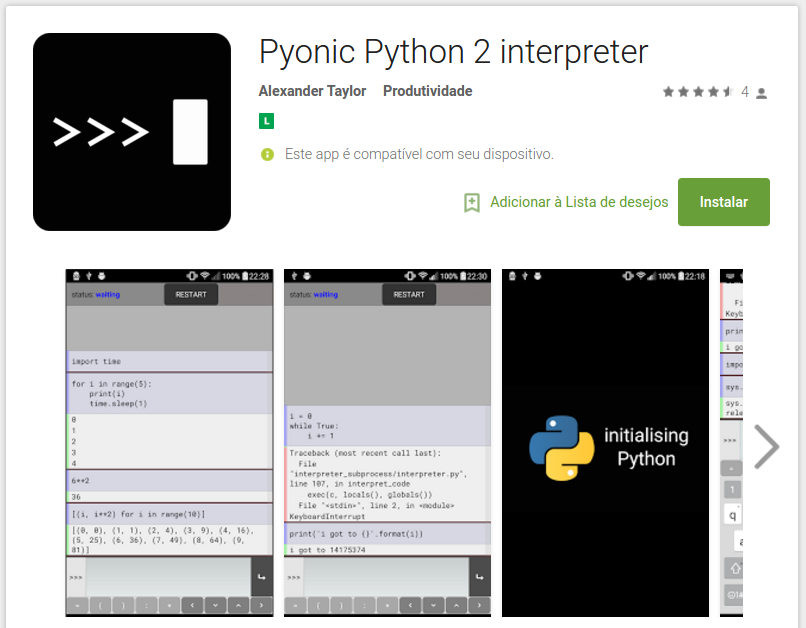 >>>
Pyonic Python 2 interpreter
Alexander Taylor Produtividade
4
L
Este app é compatível com seu dispositivo.
Adicionar à Lista de desejos
Instalar
100% 22:28
status: waiting
RESTART
import time
for i in range(5):
print(i)
time.sleep(1)
0
1
2
3
4
6**2
36
[(i, i**2) for i in range(10)]
[(0, 0), (1, 1), (2, 4), (3, 9), (4, 16),
(5, 25), (6, 36), (7, 49), (8, 64), (9,
81)]
>>>
100% 22:30
status: waiting
RESTART
i = 0
while True:
i += 1
Traceback (most recent call last):
File
"interpreter_subprocess/interpreter.py",
line 107, in interpret_code
exec(c, locals(), globals())
File "<stdin>", line 2, in <module>
KeyboardInterrupt
print('i got to {}'.format(i))
i got to 14175374
>>>
100% 22:18
initialising
Python
Fi
Keyb
prin
i go
impo
sys.
sys.
rele
>>>
1
q
a